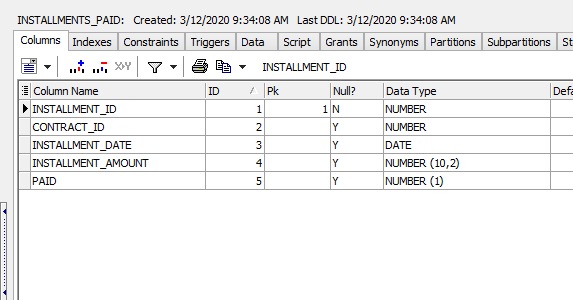 INSTALLMENTS_PAID: Created: 3/12/2020 9:34:08 AM Last DDL: 3/12/2020 9:34:08 AM
Columns Indexes Constraints Triggers Data Script Grants Synonyms Partitions Subpartitions St
XY INSTALLMENT_ID
Column Name ID Pk Null? Data Type Defa
INSTALLMENT_ID 1 1 N NUMBER
CONTRACT_ID 2 Y NUMBER
INSTALLMENT_DATE 3 Y DATE
INSTALLMENT_AMOUNT 4 Y NUMBER (10,2)
PAID 5 Y NUMBER (1)